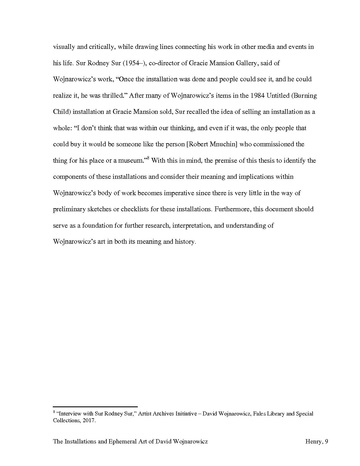 visually and critically, while drawing lines connecting his work in other media and events in
his life. Sur Rodney Sur (1954–), co-director of Gracie Mansion Gallery, said of
Wojnarowicz’s work, “Once the installation was done and people could see it, and he could
realize it, he was thrilled.” After many of Wojnarowicz’s items in the 1984 Untitled (Burning
Child) installation at Gracie Mansion sold, Sur recalled the idea of selling an installation as a
whole: “I don’t think that was within our thinking, and even if it was, the only people that
could buy it would be someone like the person [Robert Mnuchin] who commissioned the
thing for his place or a museum.”⁸ With this in mind, the premise of this thesis to identify the
components of these installations and consider their meaning and implications within
Wojnarowicz’s body of work becomes imperative since there is very little in the way of
preliminary sketches or checklists for these installations. Furthermore, this document should
serve as a foundation for further research, interpretation, and understanding of
Wojnarowicz’s art in both its meaning and history.
⁸ “Interview with Sur Rodney Sur,” Artist Archives Initiative – David Wojnarowicz, Fales Library and Special
Collections, 2017.
The Installations and Ephemeral Art of David Wojnarowicz Henry, 9